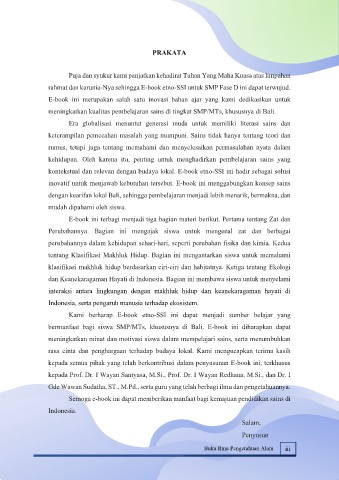 PRAKATA
Puja dan syukur kami panjatkan kehadirat Tuhan Yang Maha Kuasa atas limpahan
rahmat dan karunia-Nya sehingga E-book etno-SSI untuk SMP Fase D ini dapat terwujud.
E-book ini merupakan salah satu inovasi bahan ajar yang kami dedikasikan untuk
meningkatkan kualitas pembelajaran sains di tingkat SMP/MTs, khususnya di Bali.
Era globalisasi menuntut generasi muda untuk memiliki literasi sains dan
keterampilan pemecahan masalah yang mumpuni. Sains tidak hanya tentang teori dan
rumus, tetapi juga tentang memahami dan menyelesaikan permasalahan nyata dalam
kehidupan. Oleh karena itu, penting untuk menghadirkan pembelajaran sains yang
kontekstual dan relevan dengan budaya lokal. E-book etno-SSI ini hadir sebagai solusi
inovatif untuk menjawab kebutuhan tersebut. E-book ini menggabungkan konsep sains
dengan kearifan lokal Bali, sehingga pembelajaran menjadi lebih menarik, bermakna, dan
mudah dipahami oleh siswa.
E-book ini terbagi menjadi tiga bagian materi berikut. Pertama tentang Zat dan
Perubahannya. Bagian ini mengajak siswa untuk mengenal zat dan berbagai
perubahannya dalam kehidupan sehari-hari, seperti perubahan fisika dan kimia. Kedua
tentang Klasifikasi Makhluk Hidup. Bagian ini mengantarkan siswa untuk memahami
klasifikasi makhluk hidup berdasarkan ciri-ciri dan habitatnya. Ketiga tentang Ekologi
dan Keanekaragaman Hayati di Indonesia. Bagian ini membawa siswa untuk menyelami
interaksi antara lingkungan dengan makhluk hidup dan keanekaragaman hayati di
Indonesia, serta pengaruh manusia terhadap ekosistem.
Kami berharap E-book etno-SSI ini dapat menjadi sumber belajar yang
bermanfaat bagi siswa SMP/MTs, khususnya di Bali. E-book ini diharapkan dapat
meningkatkan minat dan motivasi siswa dalam mempelajari sains, serta menumbuhkan
rasa cinta dan penghargaan terhadap budaya lokal. Kami mengucapkan terima kasih
kepada semua pihak yang telah berkontribusi dalam penyusunan E-book ini, terkhusus
kepada Prof. Dr. I Wayan Santyasa, M.Si., Prof. Dr. I Wayan Redhana, M.Si., dan Dr. I
Gde Wawan Sudatha, ST., M.Pd., serta guru yang telah berbagi ilmu dan pengetahuannya.
Semoga e-book ini dapat memberikan manfaat bagi kemajuan pendidikan sains di
Indonesia.
Salam,
Penyusun
Buku Ilmu Pengetahuan Alam iii